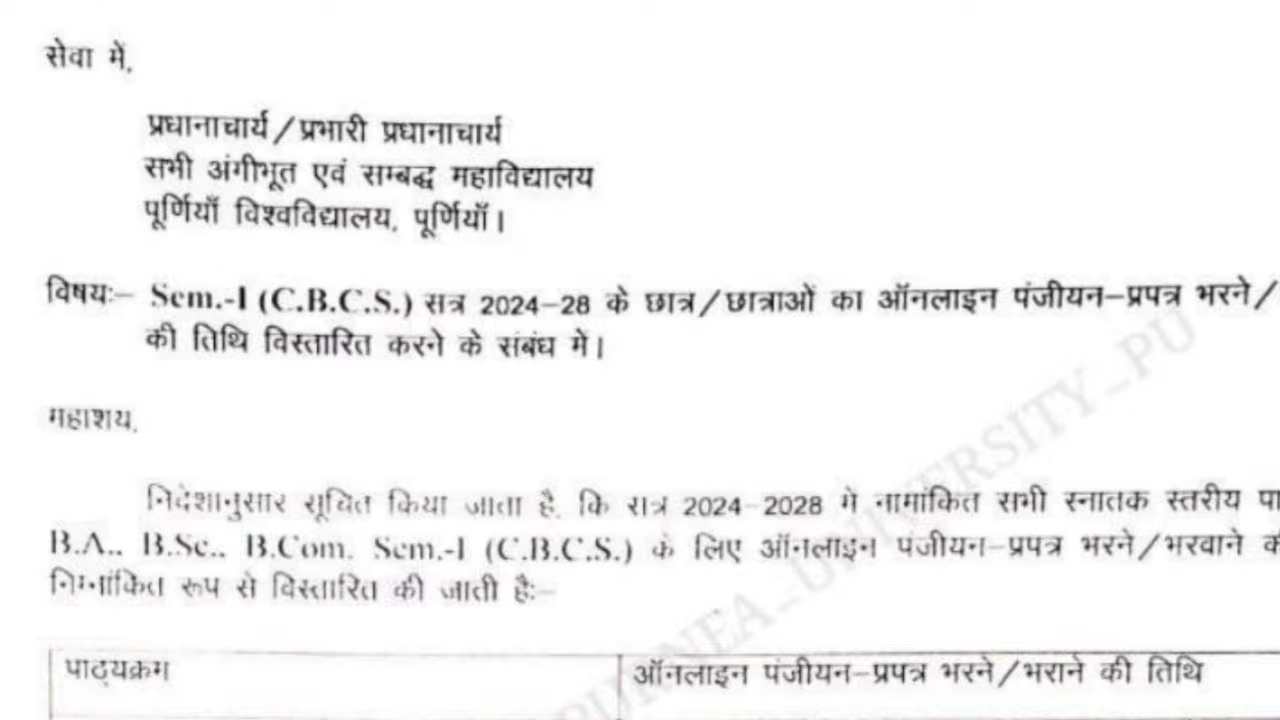 सेवा में,
प्रधानाचार्य/प्रभारी प्रधानाचार्य
सभी अंगीभूत एवं सम्बद्ध महाविद्यालय
पूर्णियाँ विश्वविद्यालय, पूर्णियाँ।
विषयः– Sem.-I (C.B.C.S.) सत्र 2024–28 के छात्र/छात्राओं का ऑनलाइन पंजीयन–प्रपत्र भरने/
की तिथि विस्तारित करने के संबंध में।
महाशय,
निदेशानुसार सूचित किया जाता है, कि सत्र 2024–2028 में नामांकित सभी स्नातक स्तरीय
B.A., B.Sc., B.Com. Sem.-I (C.B.C.S.) के लिए ऑनलाइन पंजीयन–प्रपत्र भरने/भरवाने
निम्नांकित रूप से विस्तारित की जाती हैः–
पाठ्यक्रम ऑनलाइन पंजीयन–प्रपत्र भरने/भराने की तिथि
PURNEA_UNIVERSITY_PU